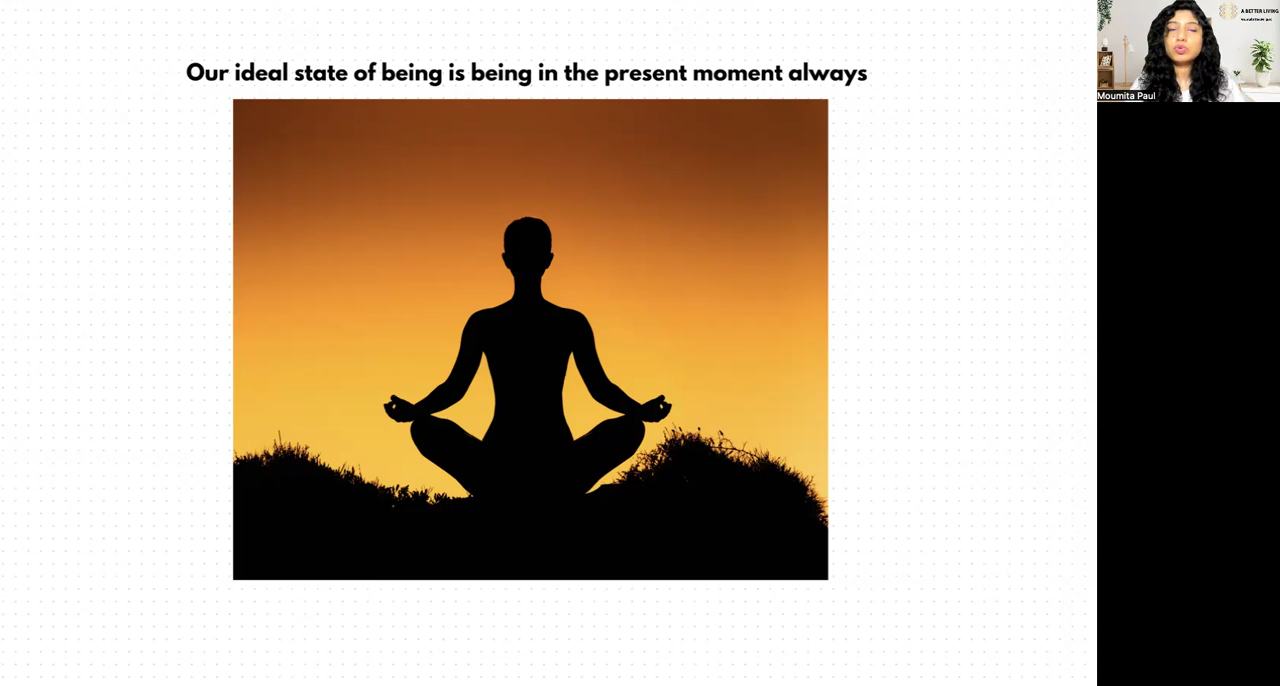 Our ideal state of being is being in the present moment always
A BETTER LIVING
Moumita Paul